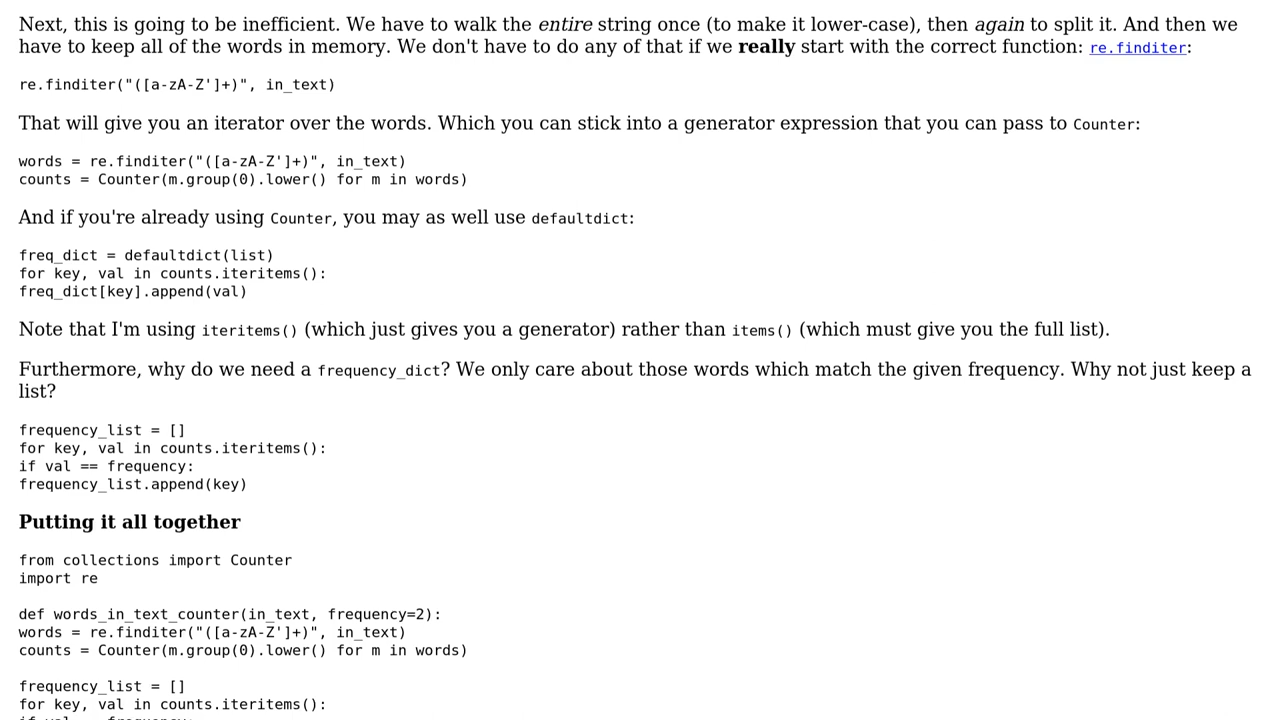 Next, this is going to be inefficient. We have to walk the entire string once (to make it lower-case), then again to split it. And then we
have to keep all of the words in memory. We don't have to do any of that if we really start with the correct function: re.finditer:
re.finditer("([a-zA-Z']+)", in_text)
That will give you an iterator over the words. Which you can stick into a generator expression that you can pass to Counter:
words = re.finditer("([a-zA-Z']+)", in_text)
counts = Counter(m.group(0).lower() for m in words)
And if you're already using Counter, you may as well use defaultdict:
freq_dict = defaultdict(list)
for key, val in counts.iteritems():
freq_dict[key].append(val)
Note that I'm using iteritems() (which just gives you a generator) rather than items() (which must give you the full list).
Furthermore, why do we need a frequency_dict? We only care about those words which match the given frequency. Why not just keep a
list?
frequency_list = []
for key, val in counts.iteritems():
if val == frequency:
frequency_list.append(key)
Putting it all together
from collections import Counter
import re
def words_in_text_counter(in_text, frequency=2):
words = re.finditer("([a-zA-Z']+)", in_text)
counts = Counter(m.group(0).lower() for m in words)
frequency_list = []
for key, val in counts.iteritems():